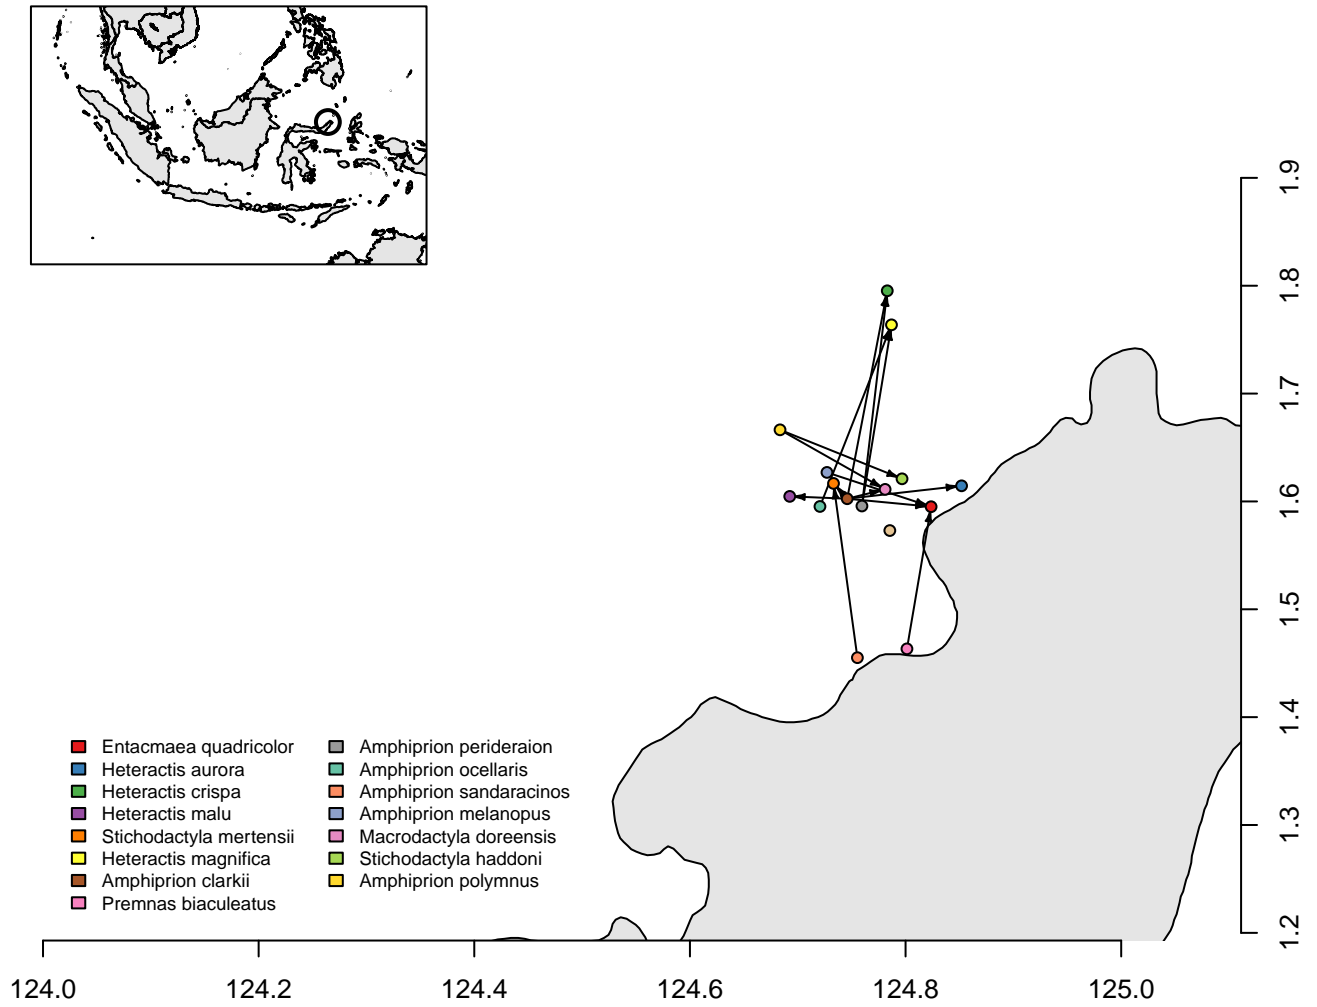 1.9
1.8
1.7
1.6
1.5
1.4
1.3
1.2
Entacmaea quadricolor
Heteractis aurora
Heteractis crispa
Heteractis malu
Stichodactyla mertensii
Heteractis magnifica
Amphiprion clarkii
Premnas biaculeatus
Amphiprion perideraion
Amphiprion ocellaris
Amphiprion sandaracinos
Amphiprion melanopus
Macrodactyla doreensis
Stichodactyla haddoni
Amphiprion polymnus
124.0 124.2 124.4 124.6 124.8 125.0